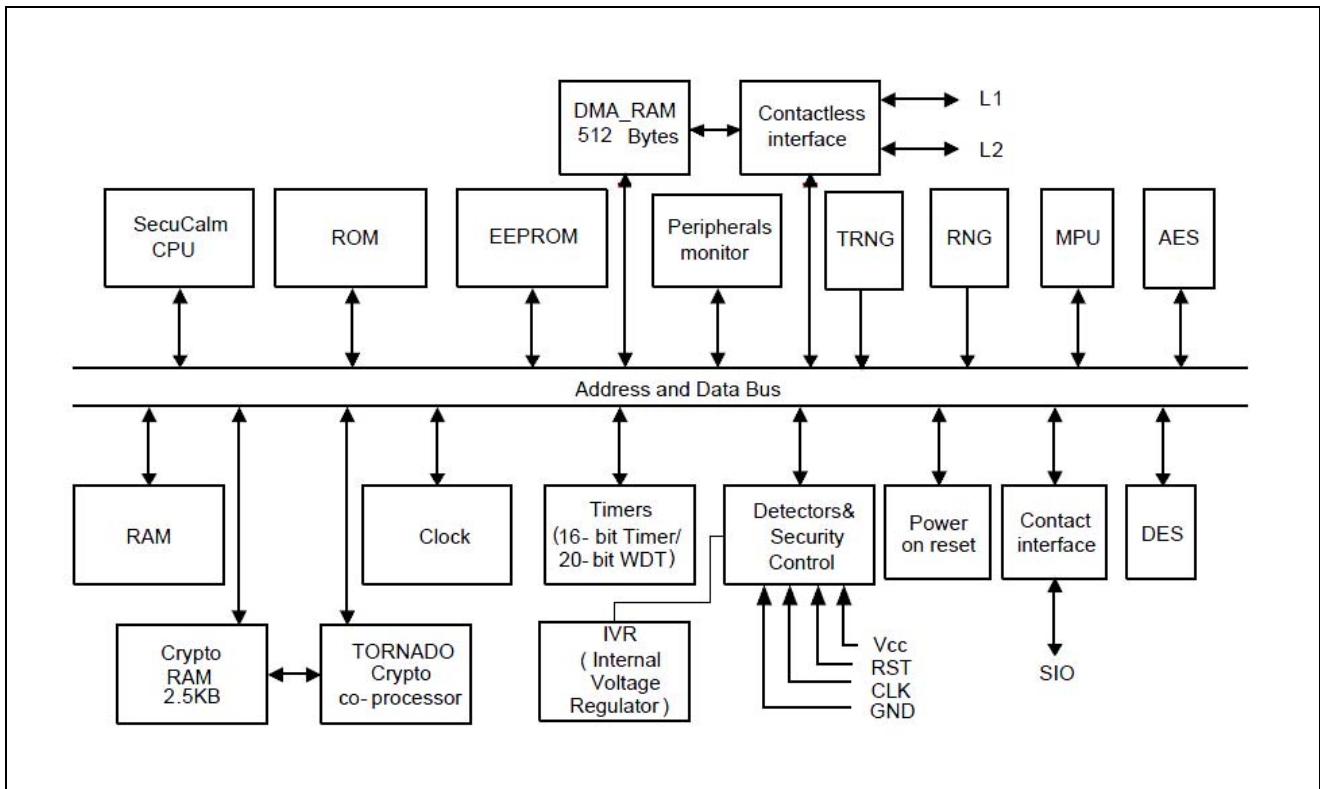 DMA_RAM
512 Bytes
Contactless
interface
L1
L2
SecuCalm
CPU
ROM
EEPROM
Peripherals
monitor
TRNG
RNG
MPU
AES
Address and Data Bus
RAM
Clock
Timers
(16- bit Timer/
20- bit WDT)
Detectors&
Security
Control
Power
on reset
Contact
interface
DES
Crypto
RAM
2.5KB
TORNADO
Crypto
co- processor
IVR
( Internal
Voltage
Regulator )
Vcc
RST
CLK
GND
SIO